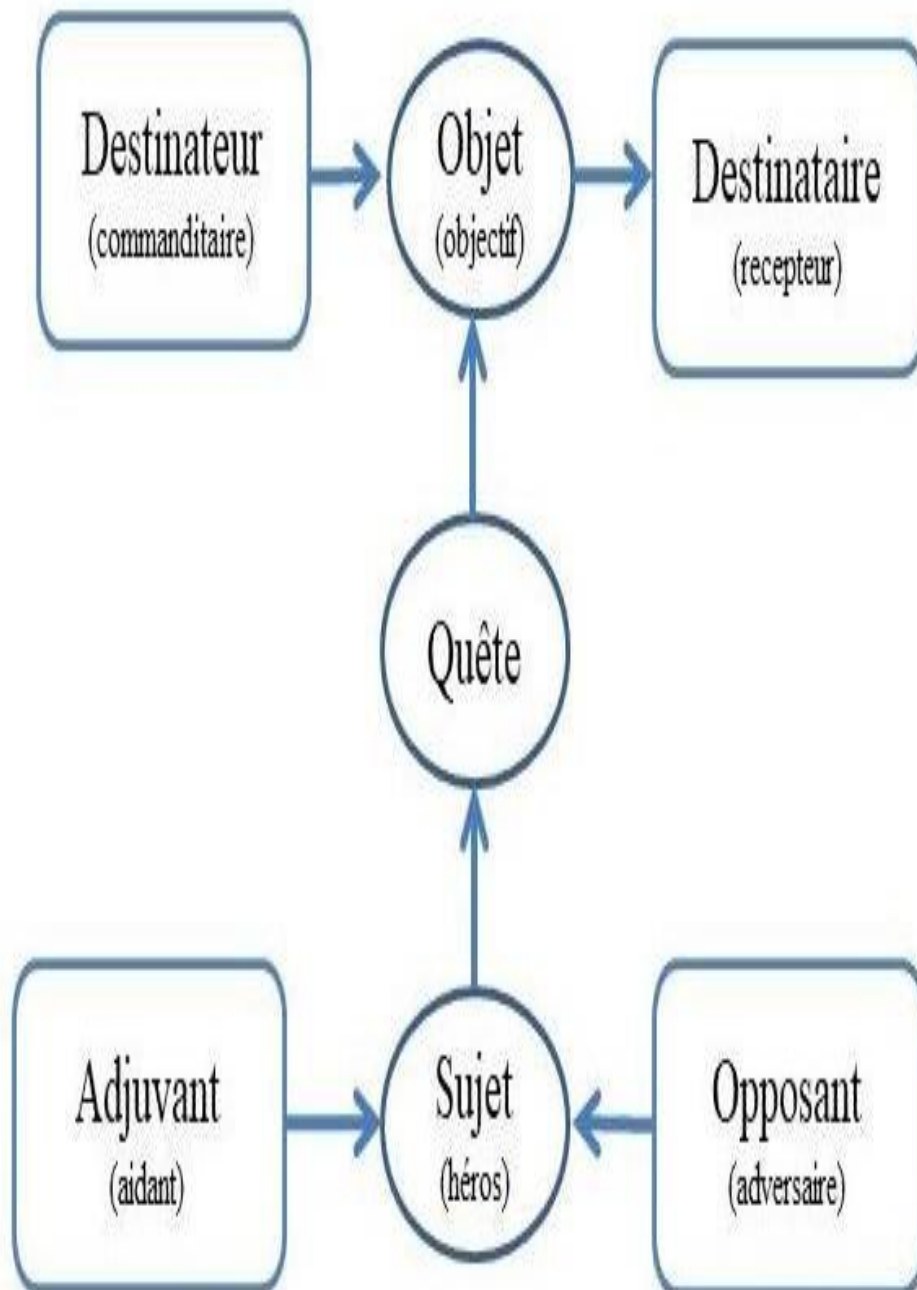 Destinateur
(commanditaire)
Objet
(objectif)
Destinataire
(recepteur)
Quête
Adjuvant
(aidant)
Sujet
(héros)
Opposant
(adversaire)